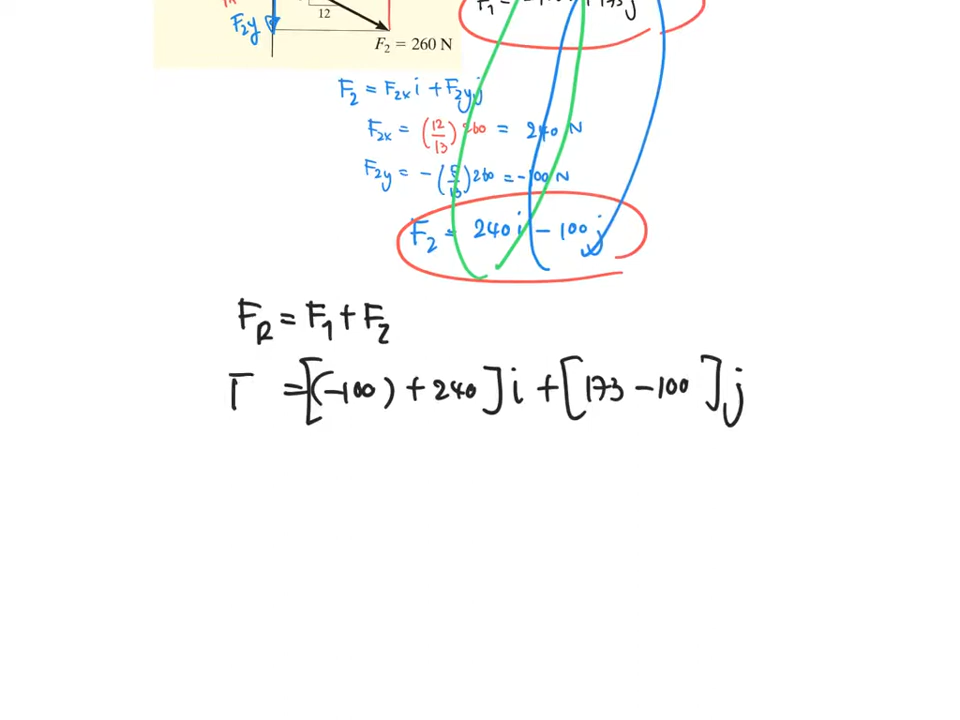 12
F2y
F2 = 260 N
F2 = F2x i + F2y j
F2x = (12/13) 260 = 240 N
F2y = -(5/13) 260 = -100 N
F2 = 240 i - 100 j
FR = F1 + F2
= [(-100) + 240] i + [173 - 100] j